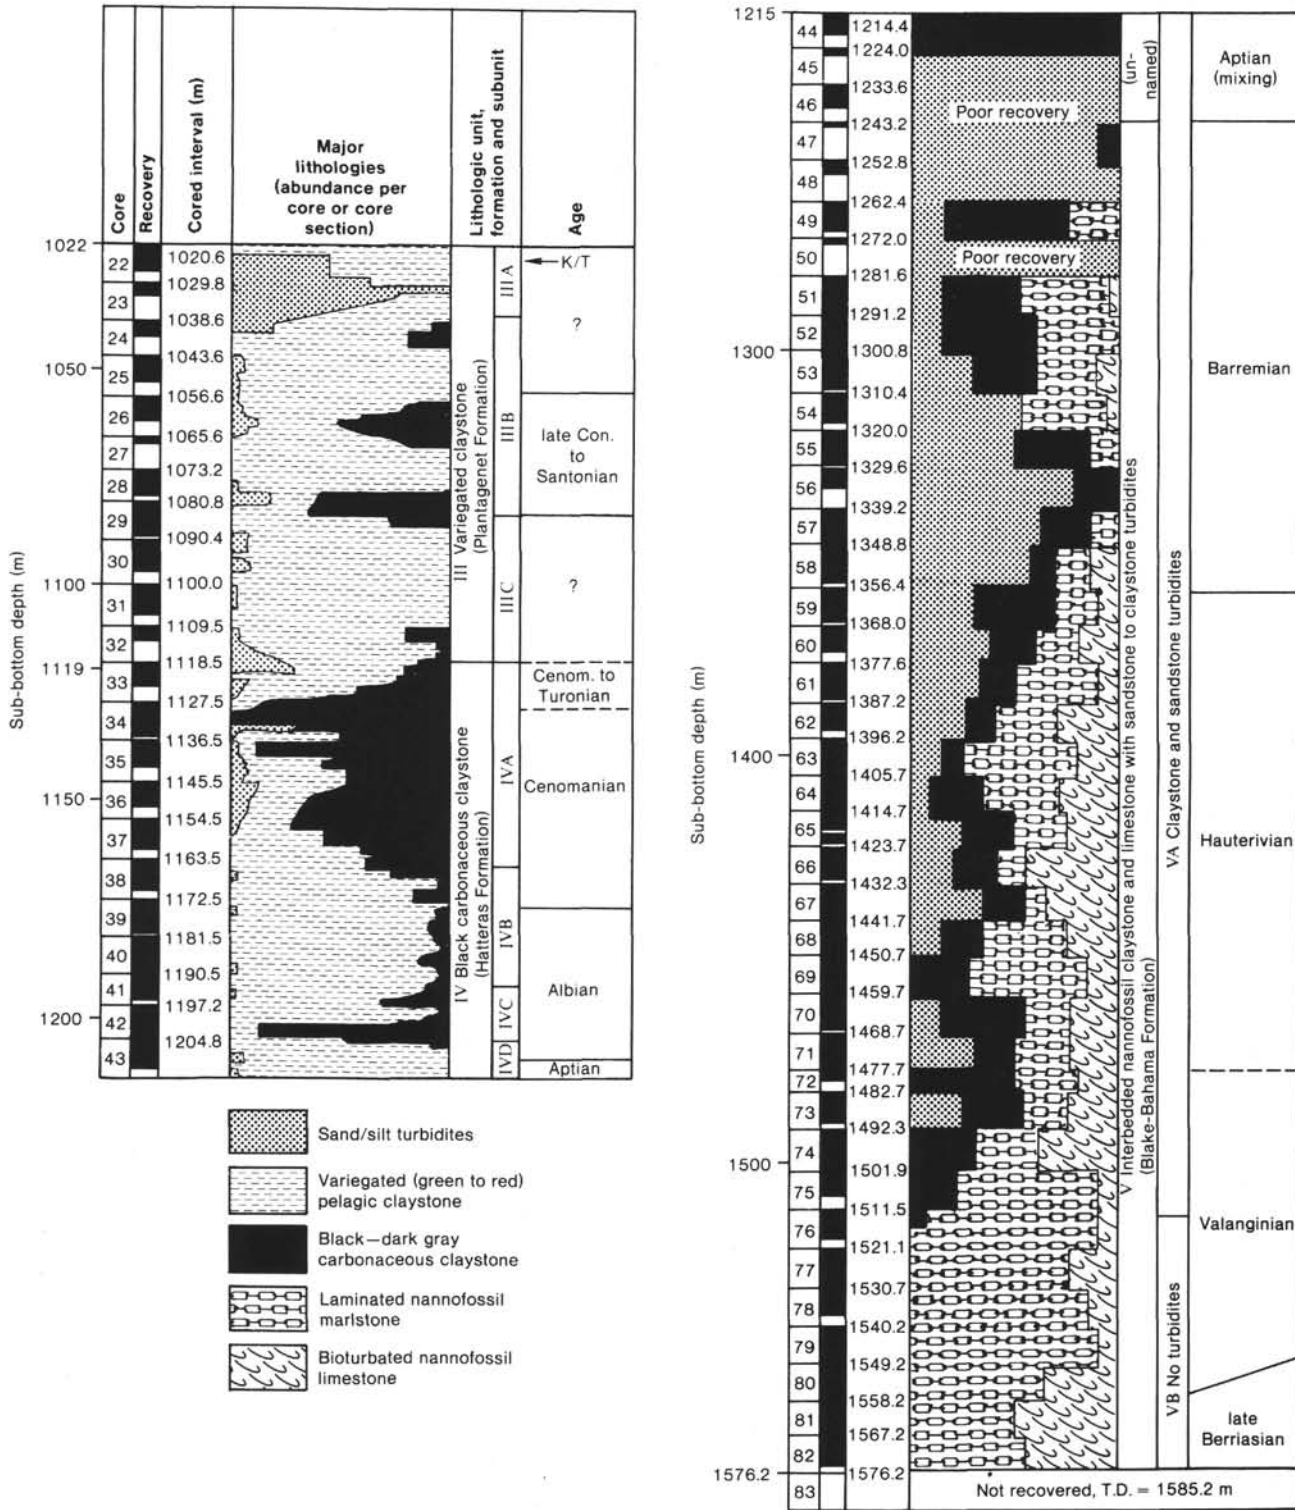 Core
Recovery
Cored interval (m)
Major
lithologies
(abundance per
core or core
section)
Lithologic unit,
formation and subunit
Age
Sub-bottom depth (m)
1022
1050
1100
1119
1150
1200
22
23
24
25
26
27
28
29
30
31
32
33
34
35
36
37
38
39
40
41
42
43
1020.6
1029.8
1038.6
1043.6
1056.6
1065.6
1073.2
1080.8
1090.4
1100.0
1109.5
1118.5
1127.5
1136.5
1145.5
1154.5
1163.5
1172.5
1181.5
1190.5
1197.2
1204.8
III Variegated claystone
(Plantagenet Formation)
IV Black carbonaceous claystone
(Hatteras Formation)
III A
III B
III C
IVA
IVB
IVC
IVD
K/T
?
late Con.
to
Santonian
?
Cenom. to
Turonian
Cenomanian
Albian
Aptian
Sand/silt turbidites
Variegated (green to red)
pelagic claystone
Black—dark gray
carbonaceous claystone
Laminated nannofossil
marlstone
Bioturbated nannofossil
limestone
Sub-bottom depth (m)
1215
1300
1400
1500
1576.2
44
45
46
47
48
49
50
51
52
53
54
55
56
57
58
59
60
61
62
63
64
65
66
67
68
69
70
71
72
73
74
75
76
77
78
79
80
81
82
83
1214.4
1224.0
1233.6
1243.2
1252.8
1262.4
1272.0
1281.6
1291.2
1300.8
1310.4
1320.0
1329.6
1339.2
1348.8
1356.4
1368.0
1377.6
1387.2
1396.2
1405.7
1414.7
1423.7
1432.3
1441.7
1450.7
1459.7
1468.7
1477.7
1482.7
1492.3
1501.9
1511.5
1521.1
1530.7
1540.2
1549.2
1558.2
1567.2
1576.2
Poor recovery
Poor recovery
(un-
named)
V Interbedded nannofossil claystone and limestone with sandstone to claystone turbidites
(Blake-Bahama Formation)
VA Claystone and sandstone turbidites
VB No turbidites
Aptian
(mixing)
Barremian
Hauterivian
Valanginian
late
Berriasian
Not recovered, T.D. = 1585.2 m